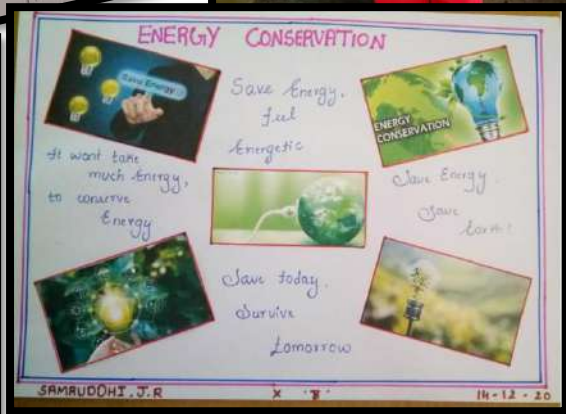 ENERGY CONSERVATION
Save Energy
Save Energy,
feel
Energetic
ENERGY
CONSERVATION
It wont take
much Energy,
to conserve
Energy
Save Energy.
Save
Earth!
Save today.
Survive
tomorrow
SAMRUDDHI.J.R
X 'B'
14-12-20